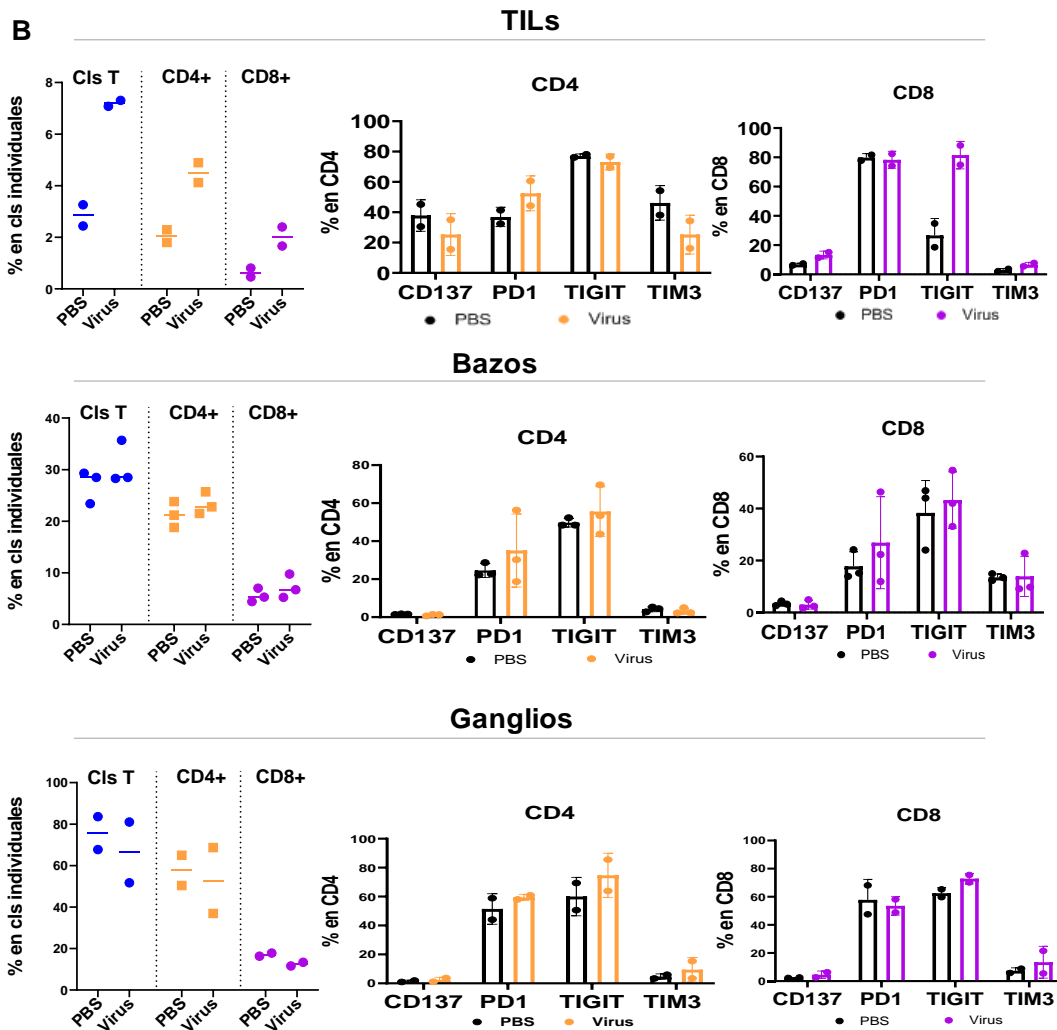 B
TILs
Cls T CD4+ CD8+
% en cls individuales
8
6
4
2
0
PBS Virus PBS Virus PBS Virus
CD4
% en CD4
100
80
60
40
20
0
CD137 PD1 TIGIT TIM3
PBS Virus
CD8
% en CD8
100
80
60
40
20
0
CD137 PD1 TIGIT TIM3
PBS Virus
Bazos
Cls T CD4+ CD8+
% en cls individuales
40
30
20
10
0
PBS Virus PBS Virus PBS Virus
CD4
% en CD4
80
60
40
20
0
CD137 PD1 TIGIT TIM3
PBS Virus
CD8
% en CD8
60
40
20
0
CD137 PD1 TIGIT TIM3
PBS Virus
Ganglios
Cls T CD4+ CD8+
% en cls individuales
100
80
60
40
20
0
PBS Virus PBS Virus PBS Virus
CD4
% en CD4
100
80
60
40
20
0
CD137 PD1 TIGIT TIM3
PBS Virus
CD8
% en CD8
100
80
60
40
20
0
CD137 PD1 TIGIT TIM3
PBS Virus